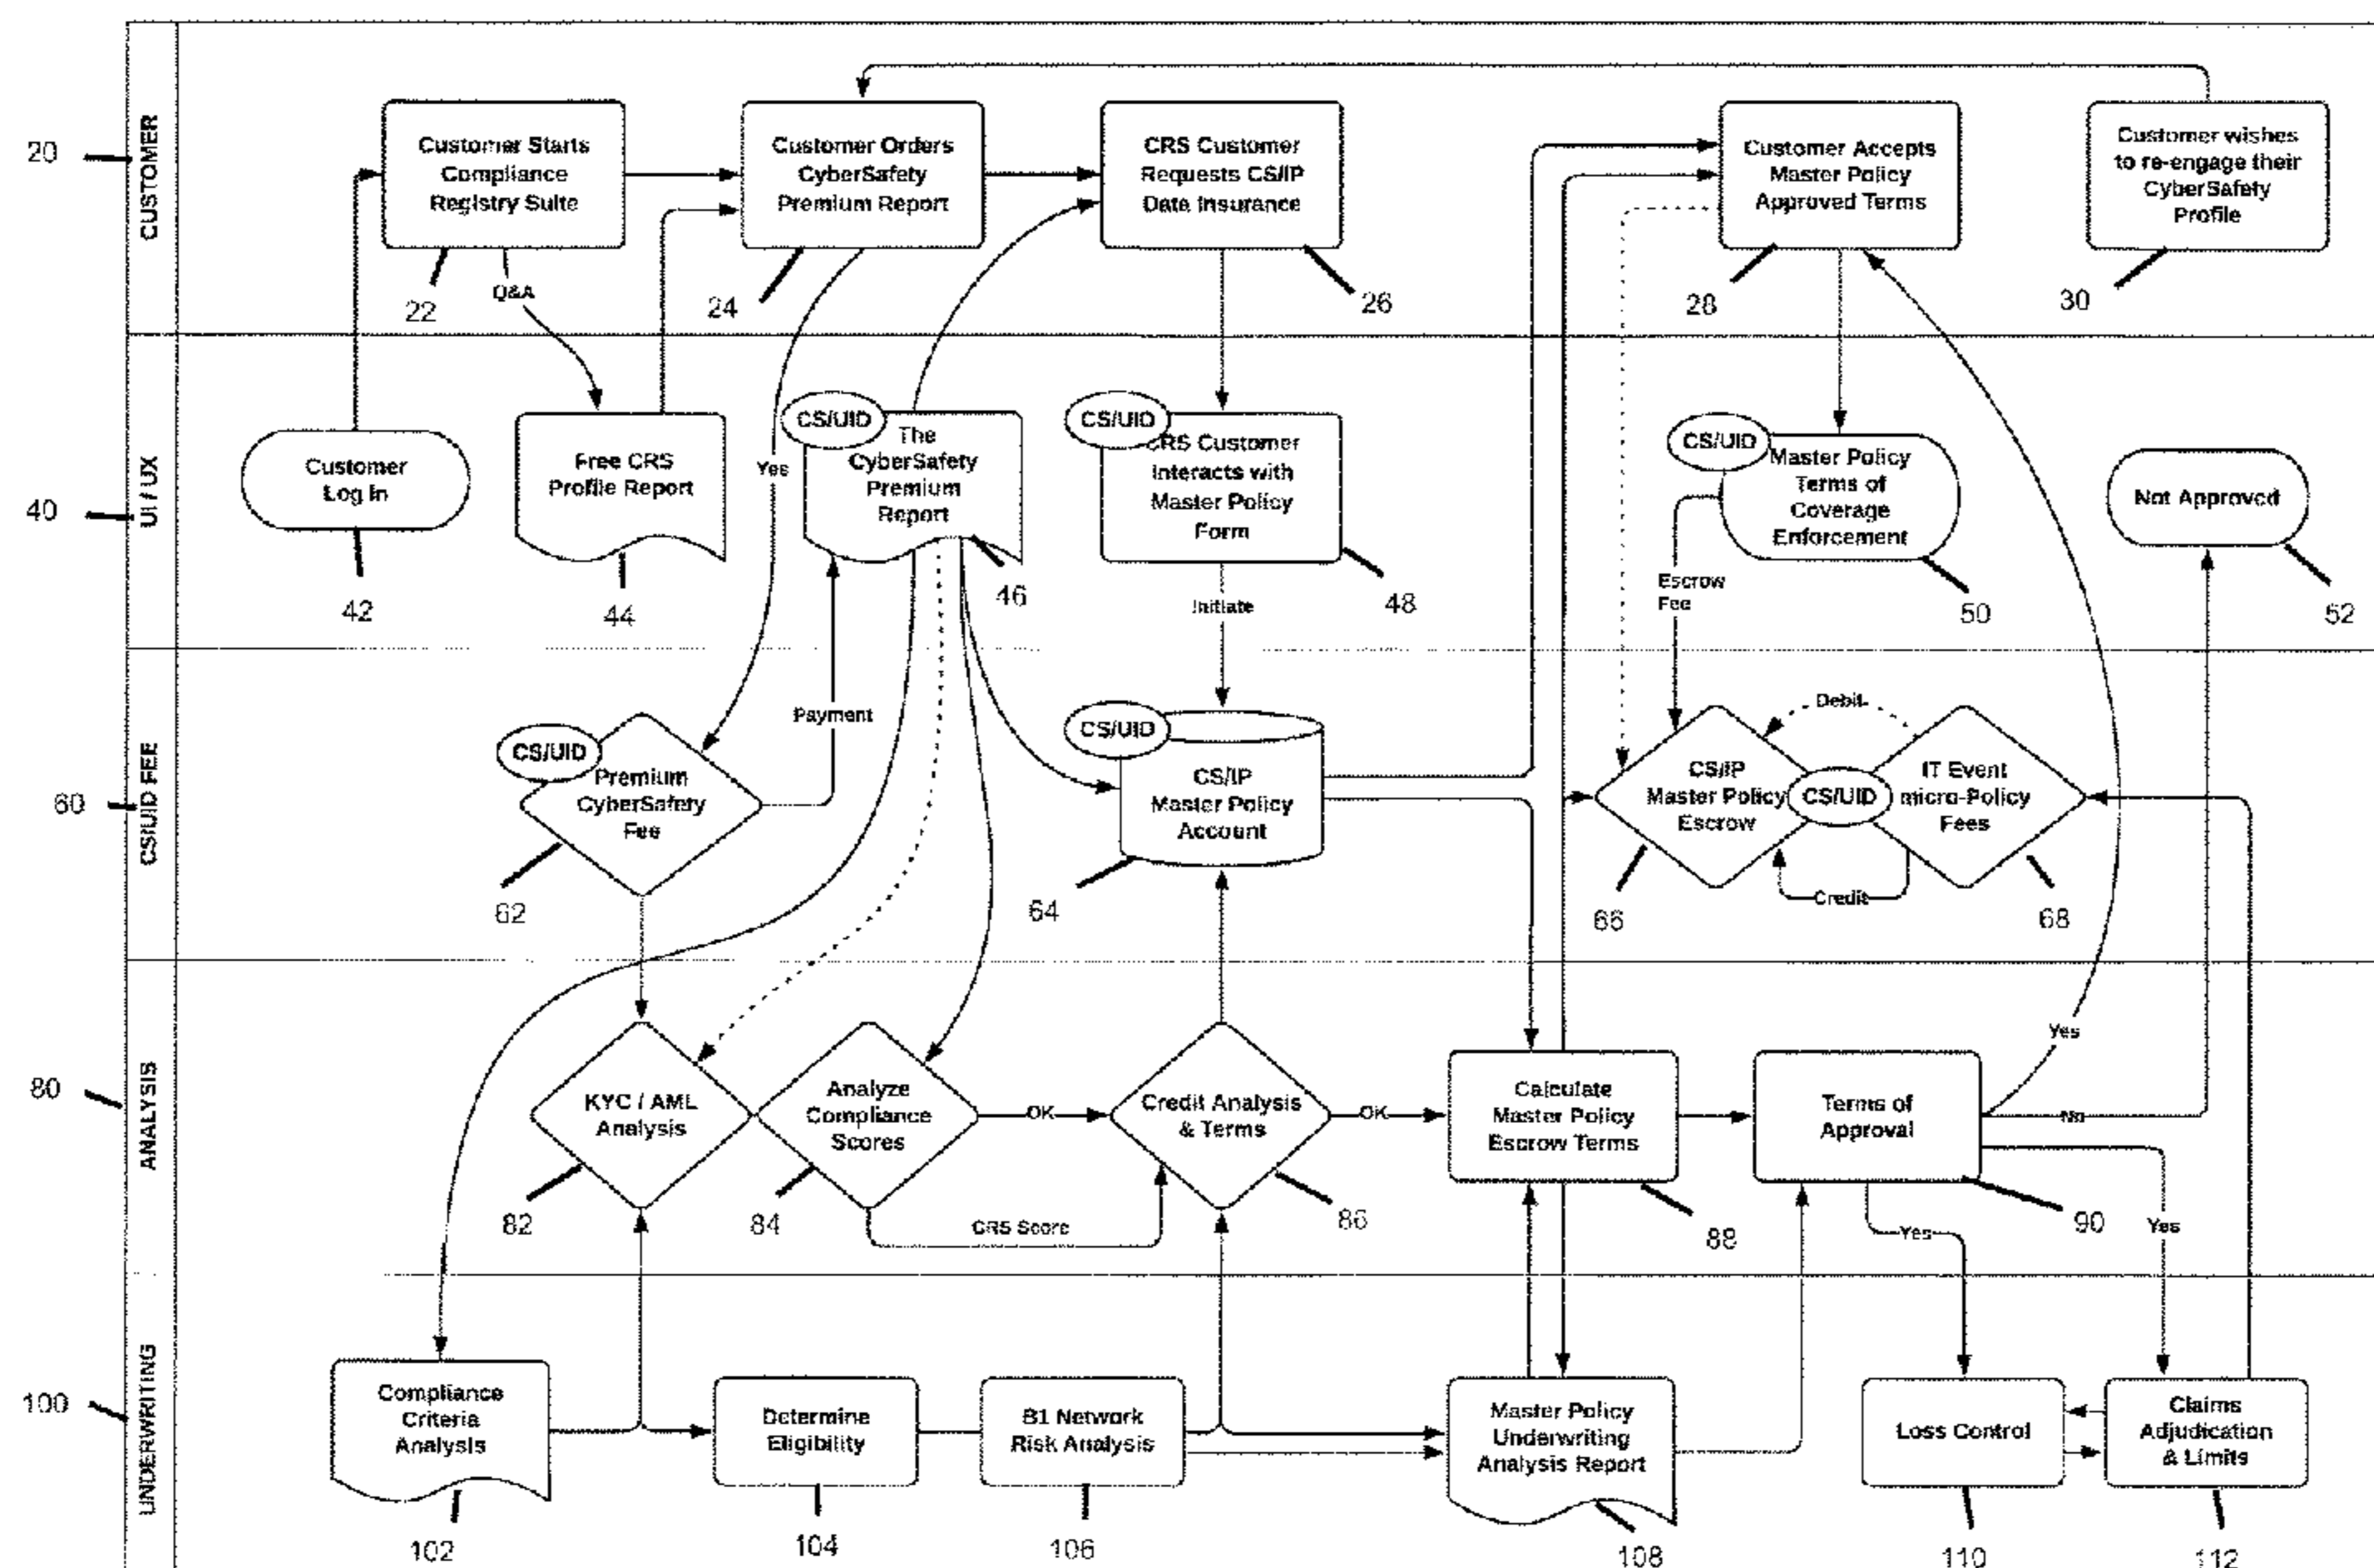 20
CUSTOMER
Customer Starts
Compliance
Registry Suite
22
Q&A
Customer Orders
CyberSafety
Premium Report
24
CRS Customer
Requests CS/IP
Data Insurance
26
Customer Accepts
Master Policy
Approved Terms
28
Customer wishes
to re-engage their
CyberSafety
Profile
30
40
UI / UX
Customer
Log In
42
Free CRS
Profile Report
44
Yes
CS/UID
The
CyberSafety
Premium
Report
46
CS/UID
CRS Customer
Interacts with
Master Policy
Form
48
Initiate
CS/UID
Master Policy
Terms of
Coverage
Enforcement
50
Escrow
Fee
Not Approved
52
60
CS/UID FEE
CS/UID
Premium
CyberSafety
Fee
62
Payment
CS/UID
CS/IP
Master Policy
Account
64
CS/IP
Master Policy
Escrow
66
CS/UID
Debit
Credit
IT Event
micro-Policy
Fees
68
80
ANALYSIS
KYC / AML
Analysis
82
Analyze
Compliance
Scores
84
OK
CRS Score
Credit Analysis
& Terms
86
OK
Calculate
Master Policy
Escrow Terms
88
Terms of
Approval
90
Yes
No
Yes
Yes
100
UNDERWRITING
Compliance
Criteria
Analysis
102
Determine
Eligibility
104
B1 Network
Risk Analysis
106
Master Policy
Underwriting
Analysis Report
108
Loss Control
110
Claims
Adjudication
& Limits
112